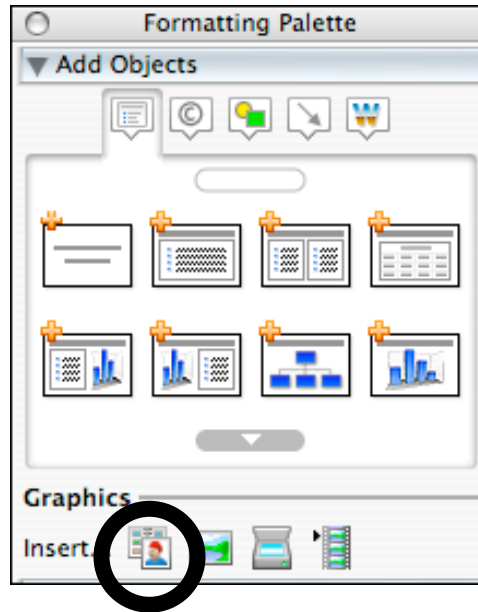 Formatting Palette
Add Objects
©
W
Graphics
Insert...